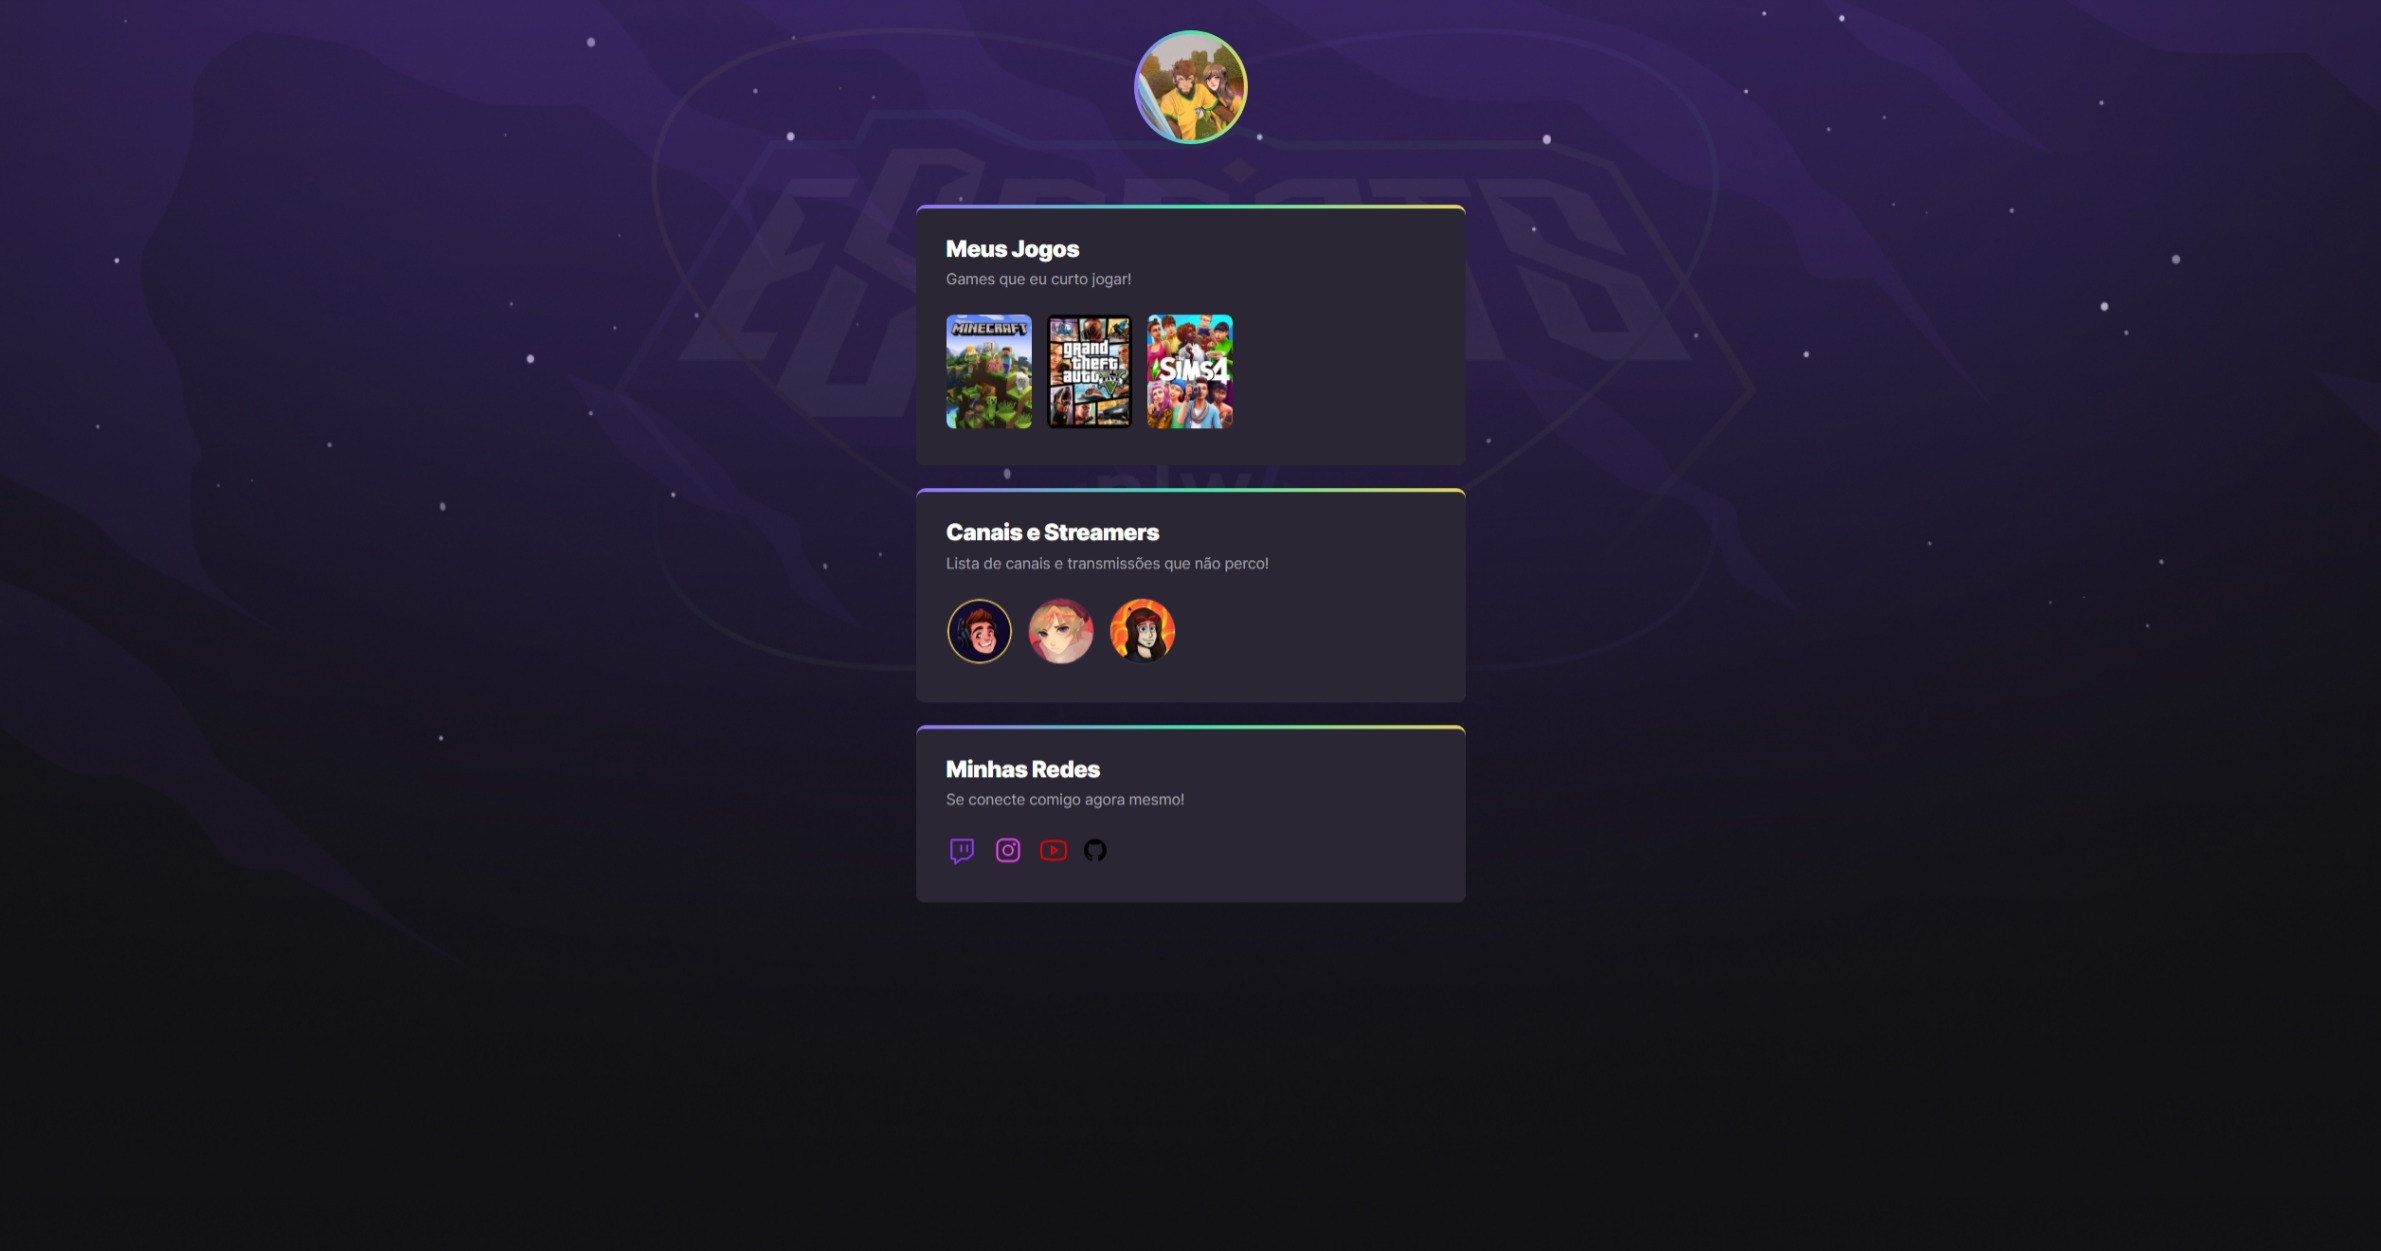 Meus Jogos
Games que eu curto jogar!
MINECRAFT
grand
theft
auto
V
SIMS4
nlw
Canais e Streamers
Lista de canais e transmissões que não perco!
Minhas Redes
Se conecte comigo agora mesmo!